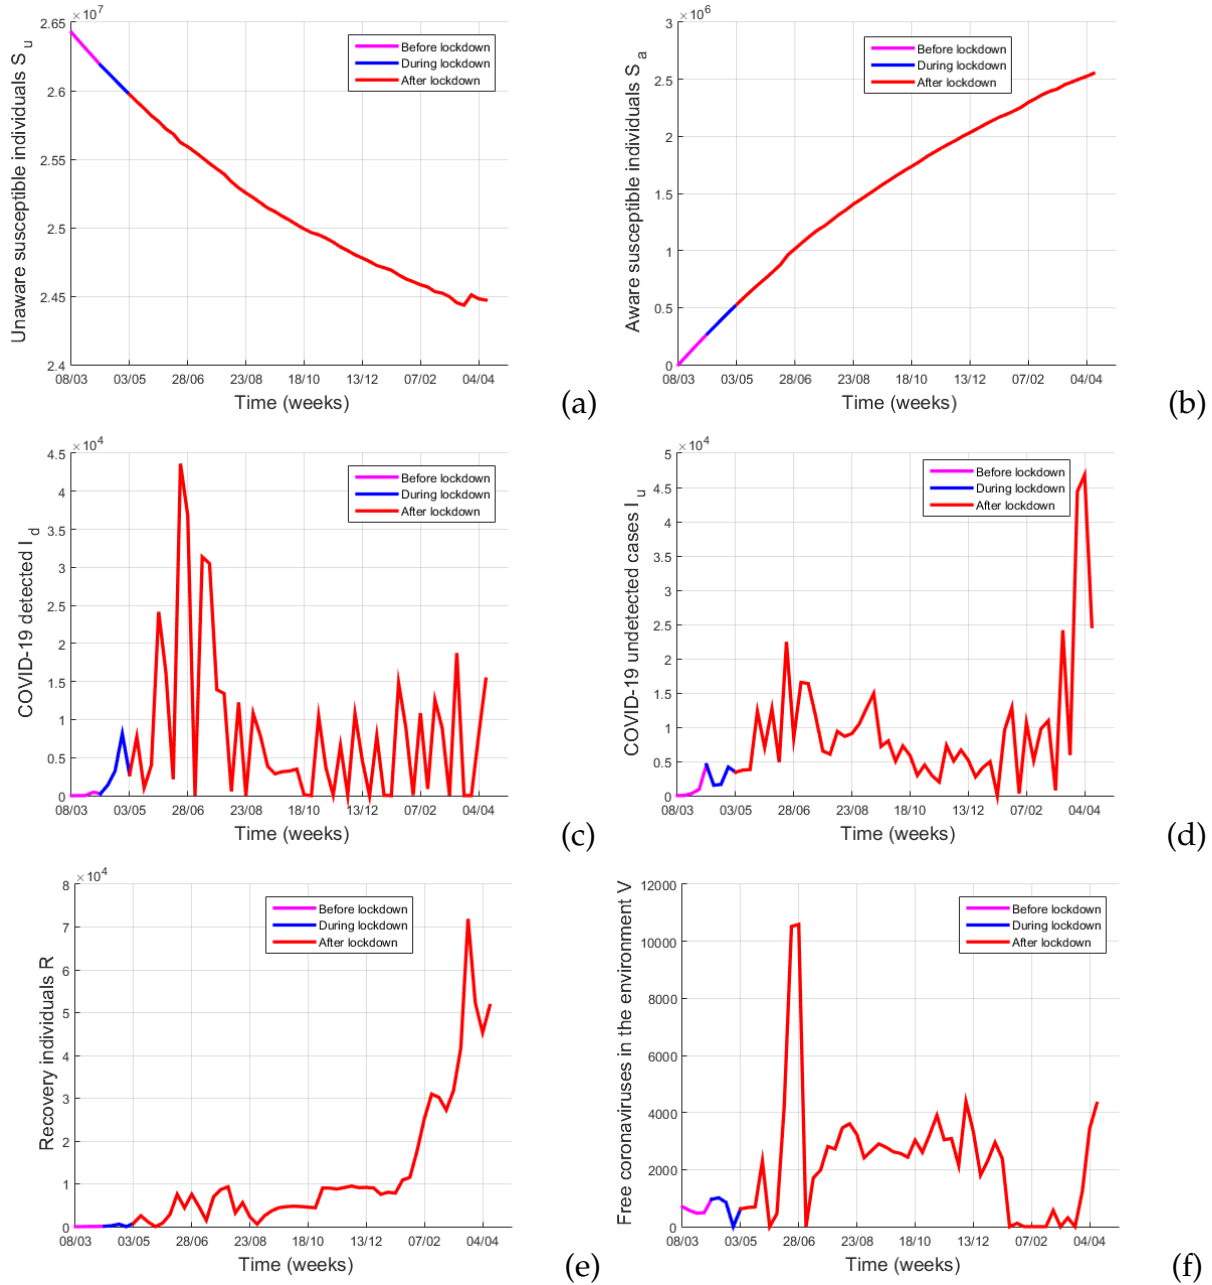 ×10^7
Unaware susceptible individuals S_u
2.65
2.6
2.55
2.5
2.45
2.4
Before lockdown
During lockdown
After lockdown
08/03 03/05 28/06 23/08 18/10 13/12 07/02 04/04
Time (weeks)
(a)
×10^6
Aware susceptible individuals S_a
3
2.5
2
1.5
1
0.5
0
Before lockdown
During lockdown
After lockdown
08/03 03/05 28/06 23/08 18/10 13/12 07/02 04/04
Time (weeks)
(b)
×10^4
COVID-19 detected I_d
4.5
4
3.5
3
2.5
2
1.5
1
0.5
0
Before lockdown
During lockdown
After lockdown
08/03 03/05 28/06 23/08 18/10 13/12 07/02 04/04
Time (weeks)
(c)
×10^4
COVID-19 undetected cases I_u
5
4.5
4
3.5
3
2.5
2
1.5
1
0.5
0
Before lockdown
During lockdown
After lockdown
08/03 03/05 28/06 23/08 18/10 13/12 07/02 04/04
Time (weeks)
(d)
×10^4
Recovery individuals R
8
7
6
5
4
3
2
1
0
Before lockdown
During lockdown
After lockdown
08/03 03/05 28/06 23/08 18/10 13/12 07/02 04/04
Time (weeks)
(e)
Free coronaviruses in the environment V
12000
10000
8000
6000
4000
2000
0
Before lockdown
During lockdown
After lockdown
08/03 03/05 28/06 23/08 18/10 13/12 07/02 04/04
Time (weeks)
(f)